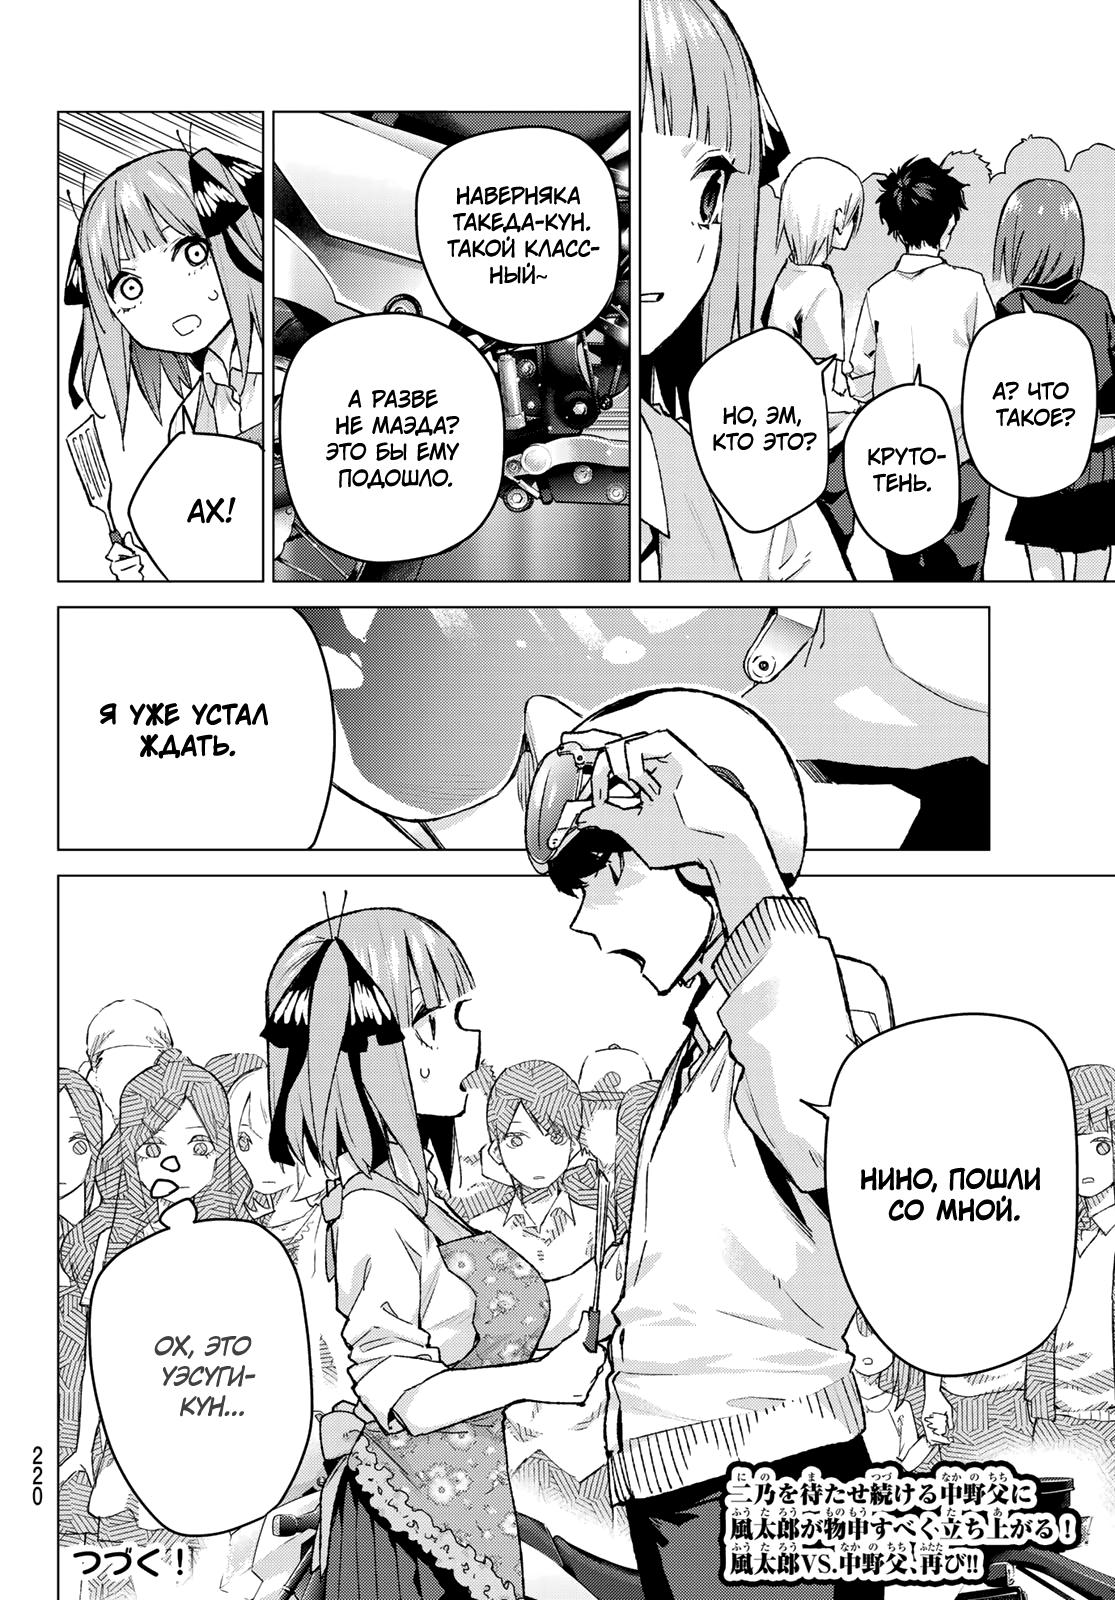 А? ЧТО
ТАКОЕ?
КРУТО-
ТЕНЬ.
НО, ЭМ,
КТО ЭТО?
НАВЕРНЯКА
ТАКЕДА-КУН.
ТАКОЙ КЛАСС-
НЫЙ~
А РАЗВЕ
НЕ МАЭДА?
ЭТО БЫ ЕМУ
ПОДОШЛО.
АХ!
Я УЖЕ УСТАЛ
ЖДАТЬ.
НИНО, ПОШЛИ
СО МНОЙ.
ОХ, ЭТО
УЭСУГИ-
КУН...
二乃を待たせ続ける中野父に
風太郎が物申すべく立ち上がる！
風太郎VS.中野父、再び!!
つづく！
220